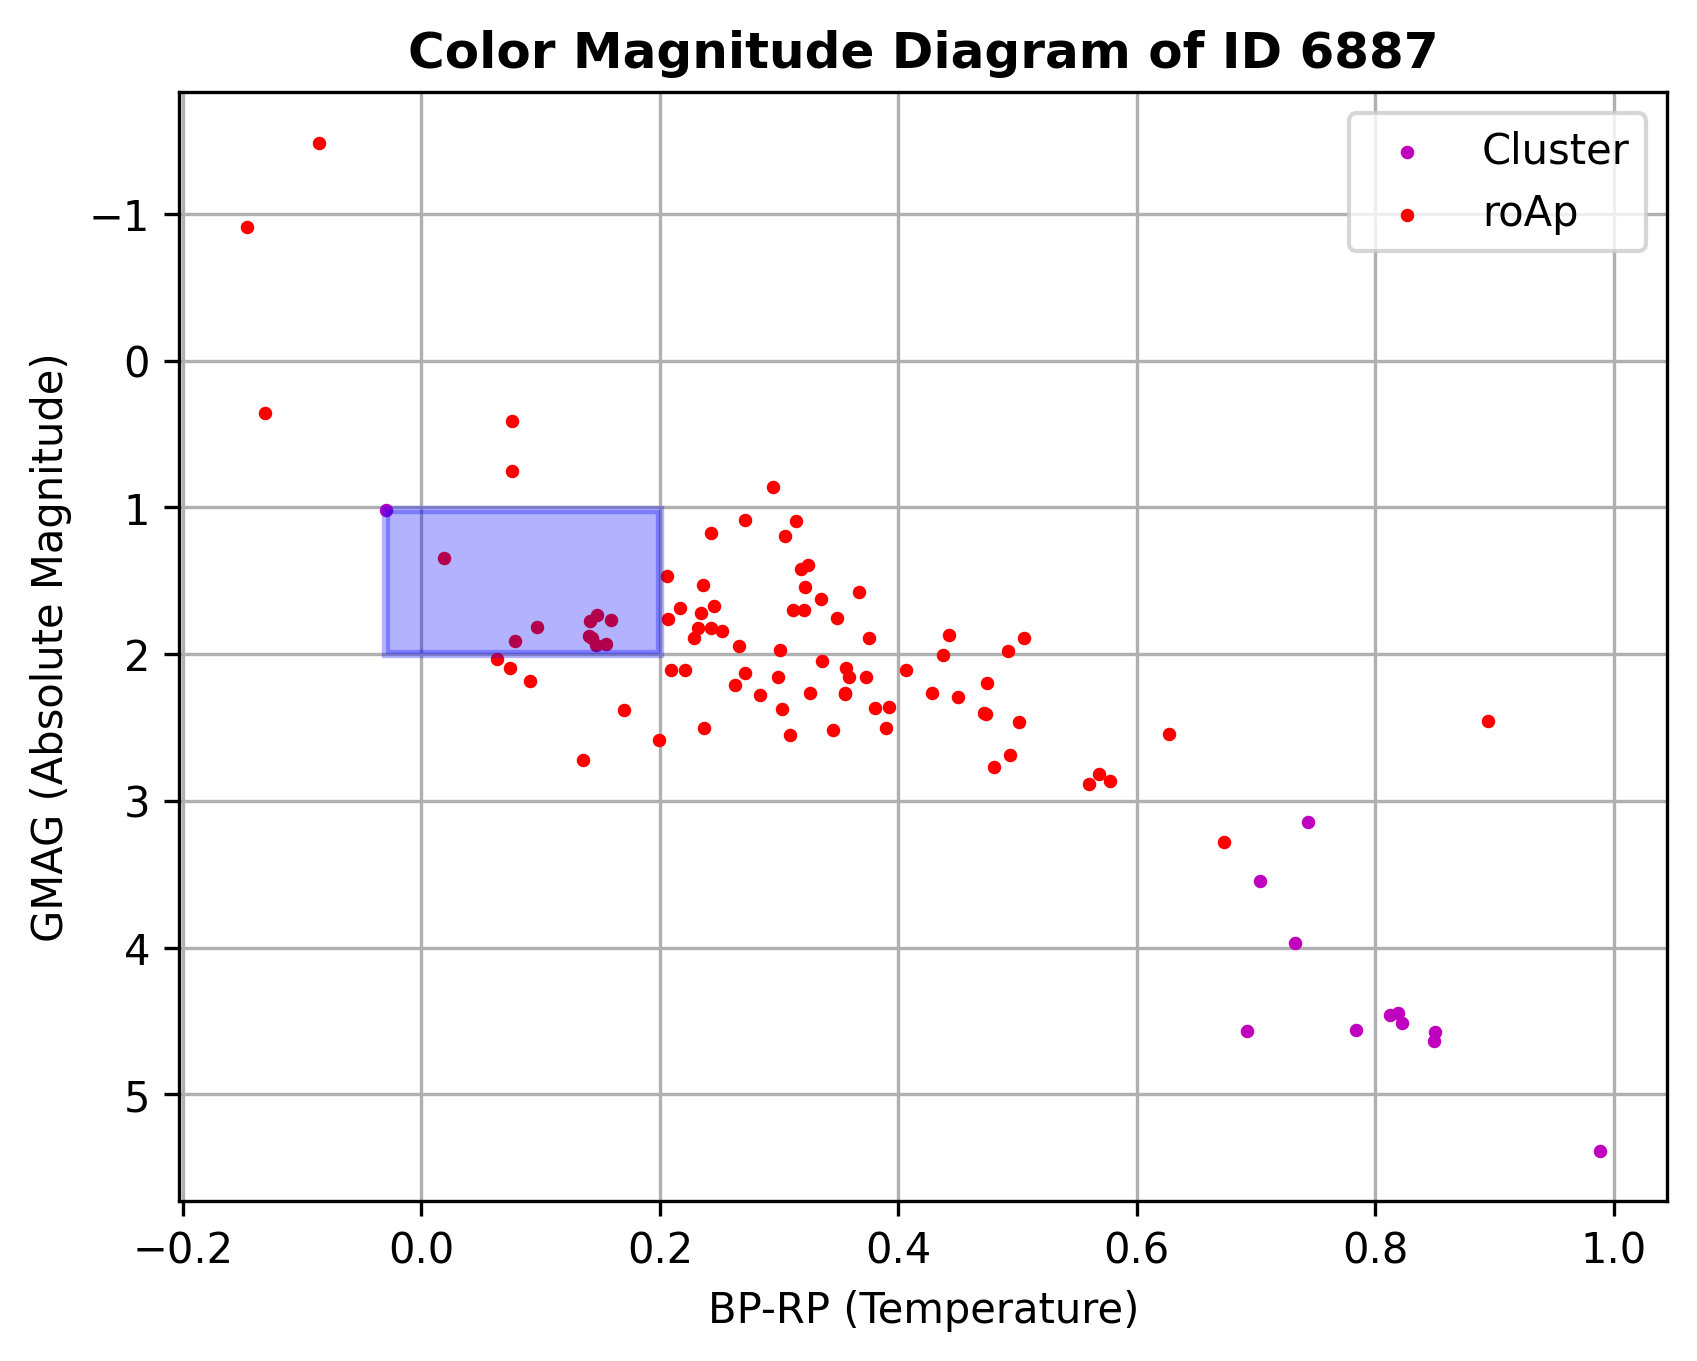 Color Magnitude Diagram of ID 6887
Cluster
roAp
GMAG (Absolute Magnitude)
−1
0
1
2
3
4
5
−0.2 0.0 0.2 0.4 0.6 0.8 1.0
BP-RP (Temperature)